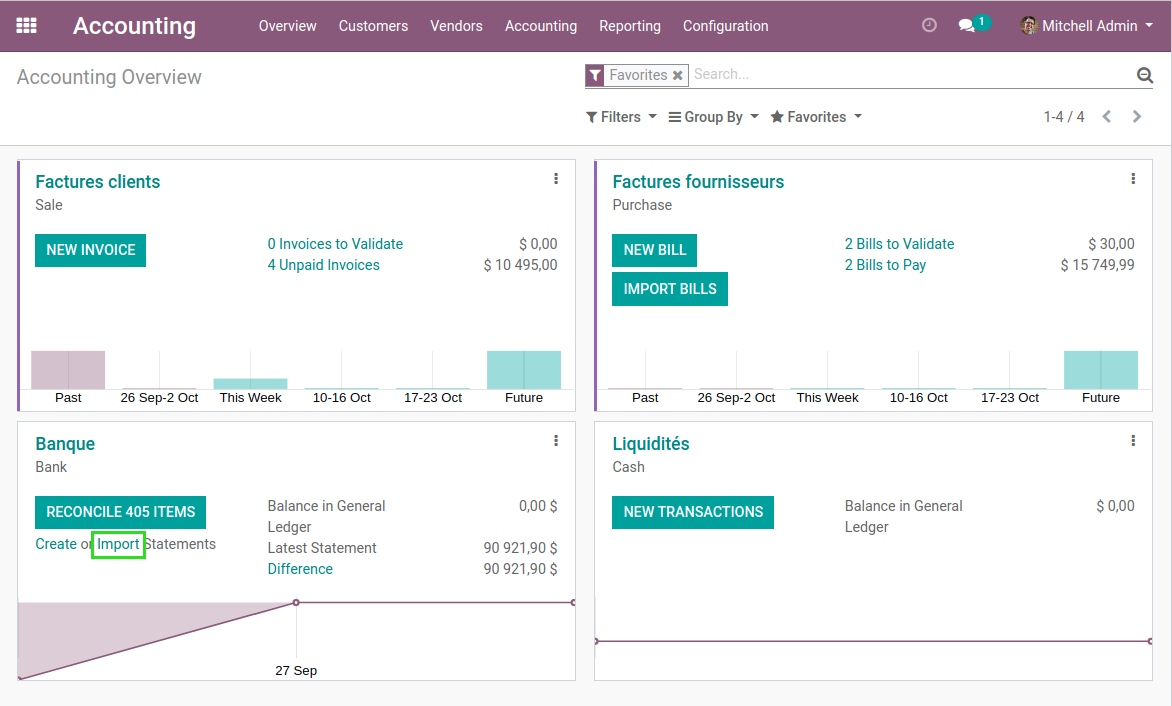 Accounting Overview Customers Vendors Accounting Reporting Configuration 1 Mitchell Admin
Accounting Overview
Favorites Search...
Filters Group By Favorites 1-4 / 4
Factures clients
Sale
NEW INVOICE
0 Invoices to Validate $ 0,00
4 Unpaid Invoices $ 10 495,00
Past 26 Sep-2 Oct This Week 10-16 Oct 17-23 Oct Future
Factures fournisseurs
Purchase
NEW BILL
IMPORT BILLS
2 Bills to Validate $ 30,00
2 Bills to Pay $ 15 749,99
Past 26 Sep-2 Oct This Week 10-16 Oct 17-23 Oct Future
Banque
Bank
RECONCILE 405 ITEMS
Create or Import Statements
Balance in General 0,00 $
Ledger
Latest Statement 90 921,90 $
Difference 90 921,90 $
27 Sep
Liquidités
Cash
NEW TRANSACTIONS
Balance in General $ 0,00
Ledger